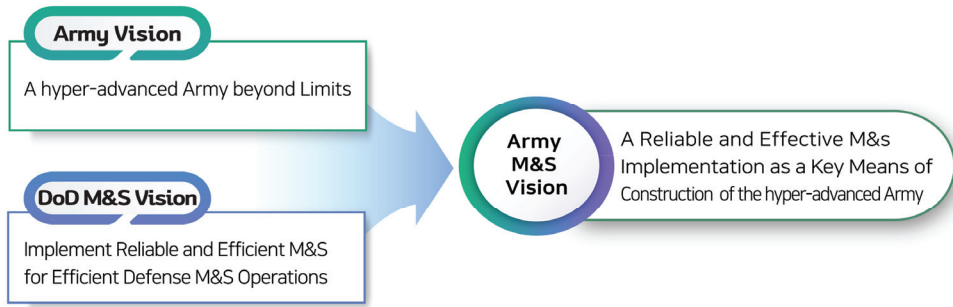 Army Vision
A hyper-advanced Army beyond Limits
DoD M&S Vision
Implement Reliable and Efficient M&S
for Efficient Defense M&S Operations
Army
M&S
Vision
A Reliable and Effective M&s
Implementation as a Key Means of
Construction of the hyper-advanced Army